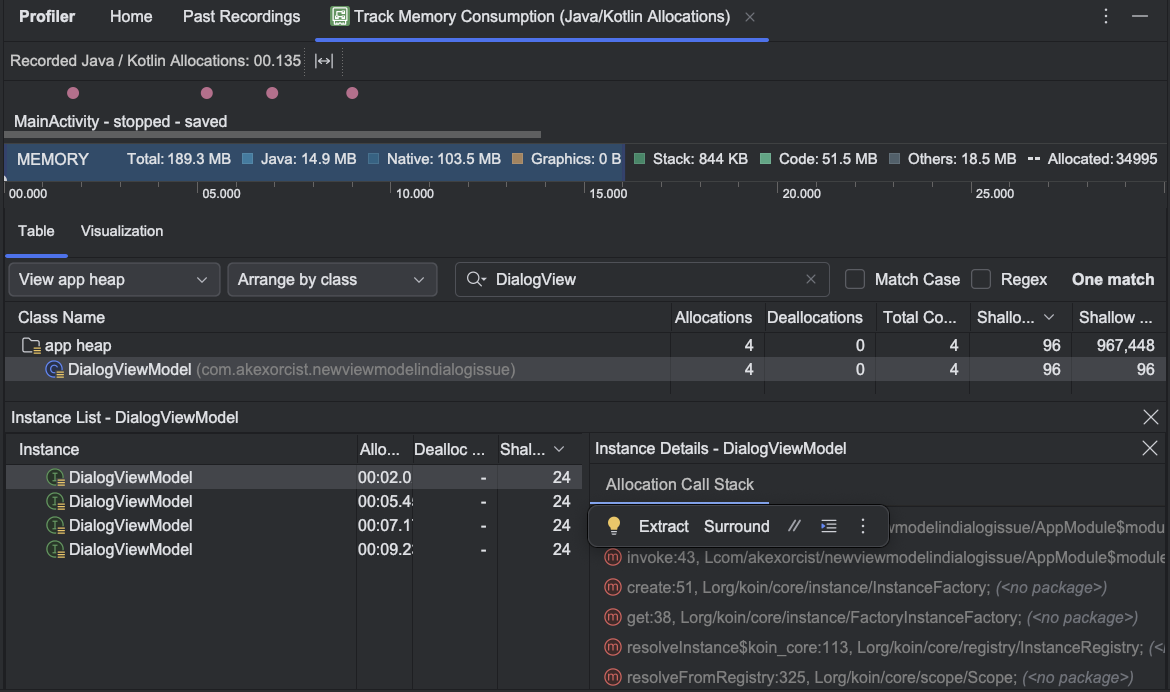 Profiler Home Past Recordings Track Memory Consumption (Java/Kotlin Allocations)
Recorded Java / Kotlin Allocations: 00.135
MainActivity - stopped - saved
MEMORY Total: 189.3 MB Java: 14.9 MB Native: 103.5 MB Graphics: 0 B Stack: 844 KB Code: 51.5 MB Others: 18.5 MB Allocated: 34995
00.000 05.000 10.000 15.000 20.000 25.000
Table Visualization
View app heap Arrange by class DialogView Match Case Regex One match
Class Name Allocations Deallocations Total Co... Shallo... Shallow ...
app heap 4 0 4 96 967,448
DialogViewModel (com.akexorcist.newviewmodelindialogissue) 4 0 4 96 96
Instance List - DialogViewModel
Instance Allo... Dealloc ... Shal... Instance Details - DialogViewModel
DialogViewModel 00:02.0 - 24
Allocation Call Stack
DialogViewModel 00:05.4 - 24
DialogViewModel 00:07.1 - 24
Extract Surround wmodelindialogissue/AppModule$modu
DialogViewModel 00:09.2 - 24
invoke:43, Lcom/akexorcist/newviewmodelindialogissue/AppModule$module
create:51, Lorg/koin/core/instance/InstanceFactory; (<no package>)
get:38, Lorg/koin/core/instance/FactoryInstanceFactory; (<no package>)
resolveInstance$koin_core:113, Lorg/koin/core/registry/InstanceRegistry; (<
resolveFromRegistry:325, Lorg/koin/core/scope/Scope; (<no package>)